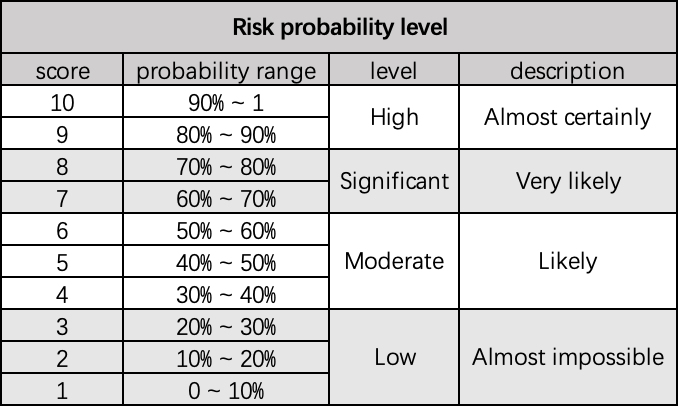 Risk probability level
score probability range level description
10 90% ~ 1
High Almost certainly
9 80% ~ 90%
8 70% ~ 80%
Significant Very likely
7 60% ~ 70%
6 50% ~ 60%
5 40% ~ 50% Moderate Likely
4 30% ~ 40%
3 20% ~ 30%
2 10% ~ 20% Low Almost impossible
1 0 ~ 10%